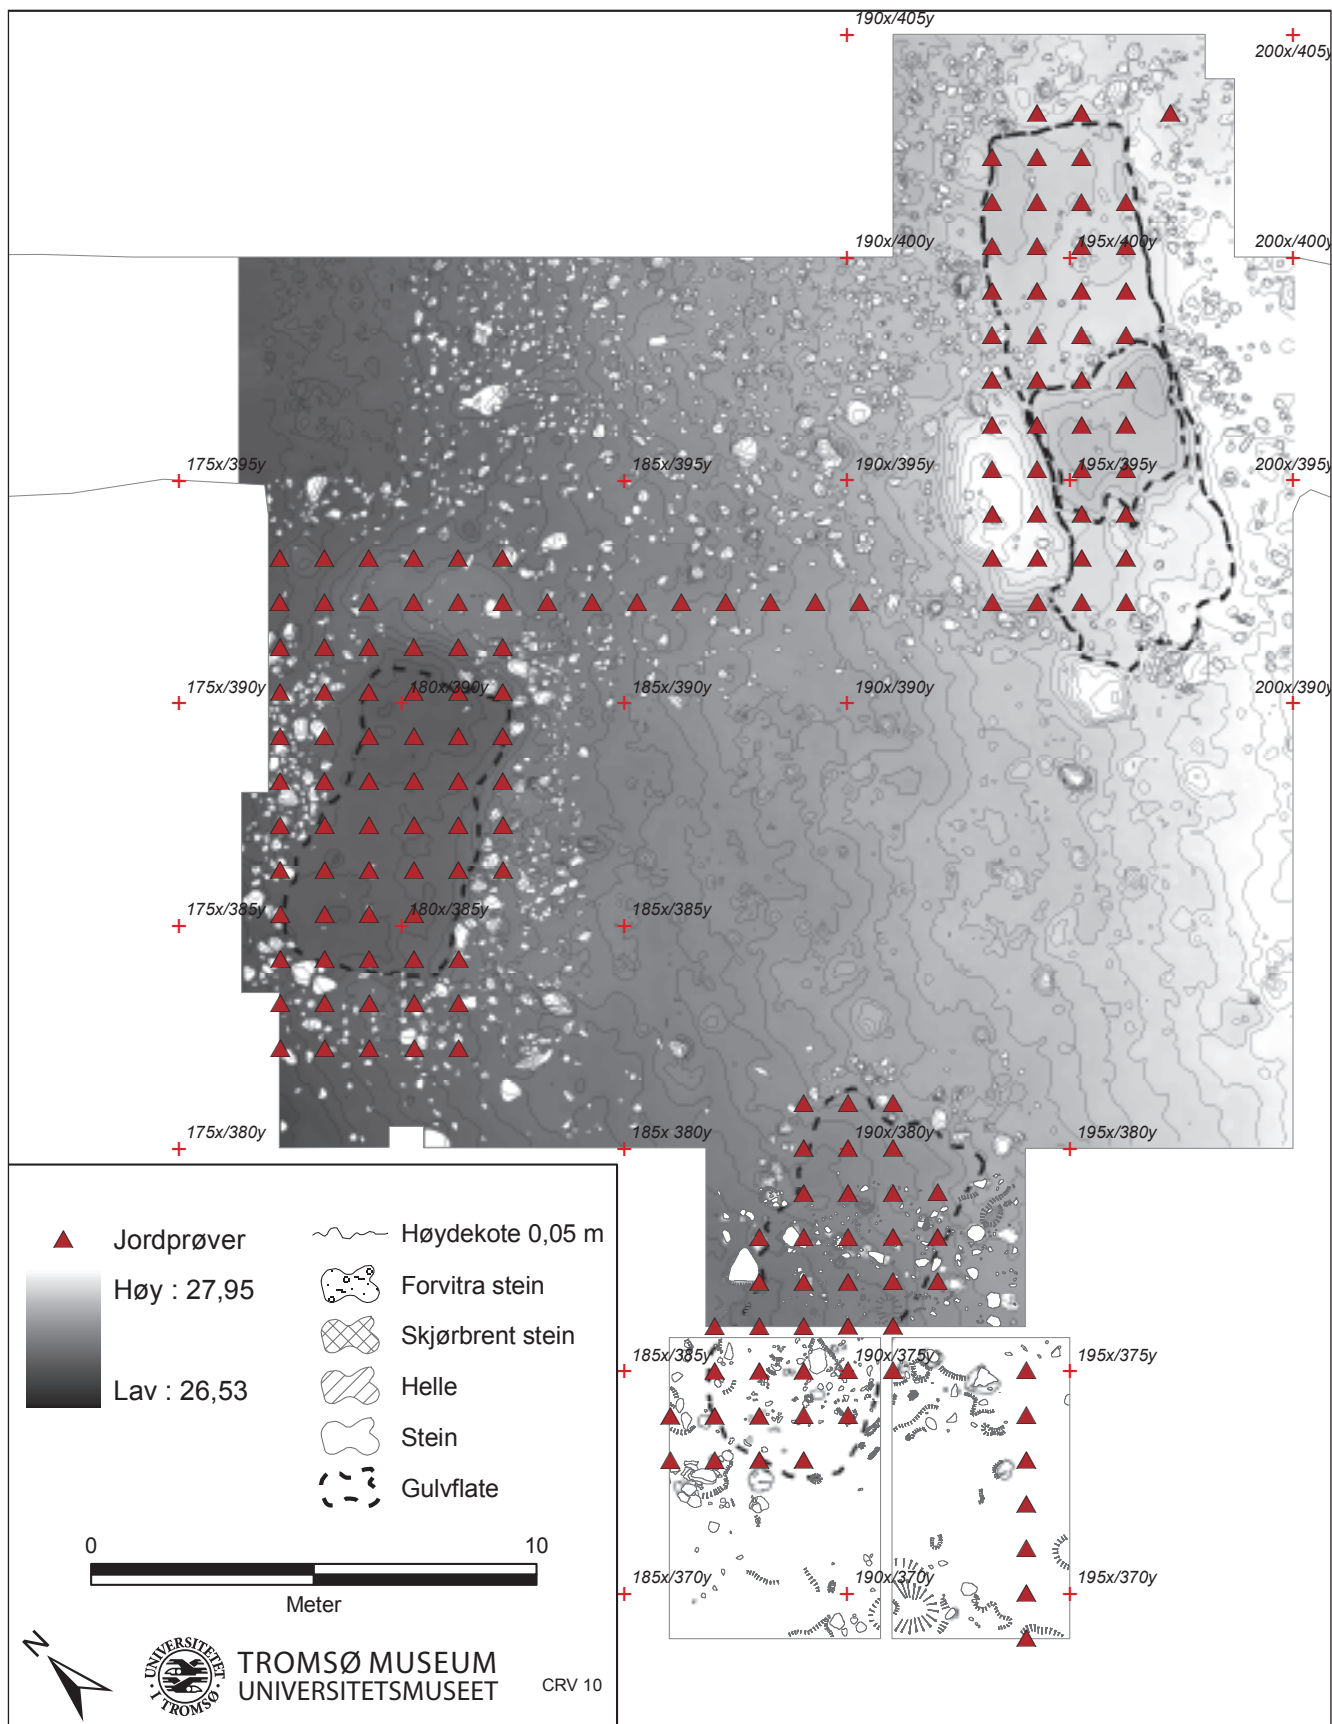 190x/405y
200x/405y
190x/400y
195x/400y
200x/400y
175x/395y
185x/395y
190x/395y
195x/395y
200x/395y
175x/390y
180x/390y
185x/390y
190x/390y
200x/390y
175x/385y
180x/385y
185x/385y
175x/380y
185x 380y
190x/380y
195x/380y
185x/385y
190x/375y
195x/375y
185x/370y
190x/370y
195x/370y
Jordprøver
Høy : 27,95
Lav : 26,53
Høydekote 0,05 m
Forvitra stein
Skjørbrent stein
Helle
Stein
Gulvflate
0 10
Meter
N
UNIVERSITETET I TROMSØ
TROMSØ MUSEUM
UNIVERSITETSMUSEET
CRV 10